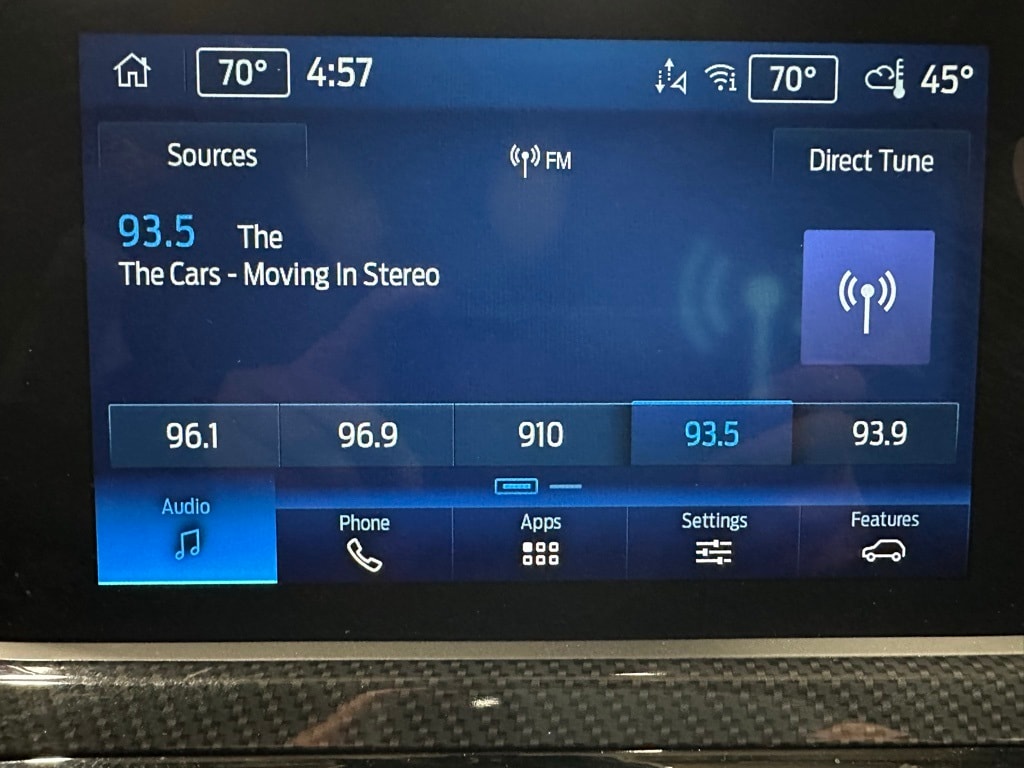 70° 4:57 70° 45°
Sources FM Direct Tune
93.5 The
The Cars - Moving In Stereo
96.1 96.9 910 93.5 93.9
Audio Phone Apps Settings Features